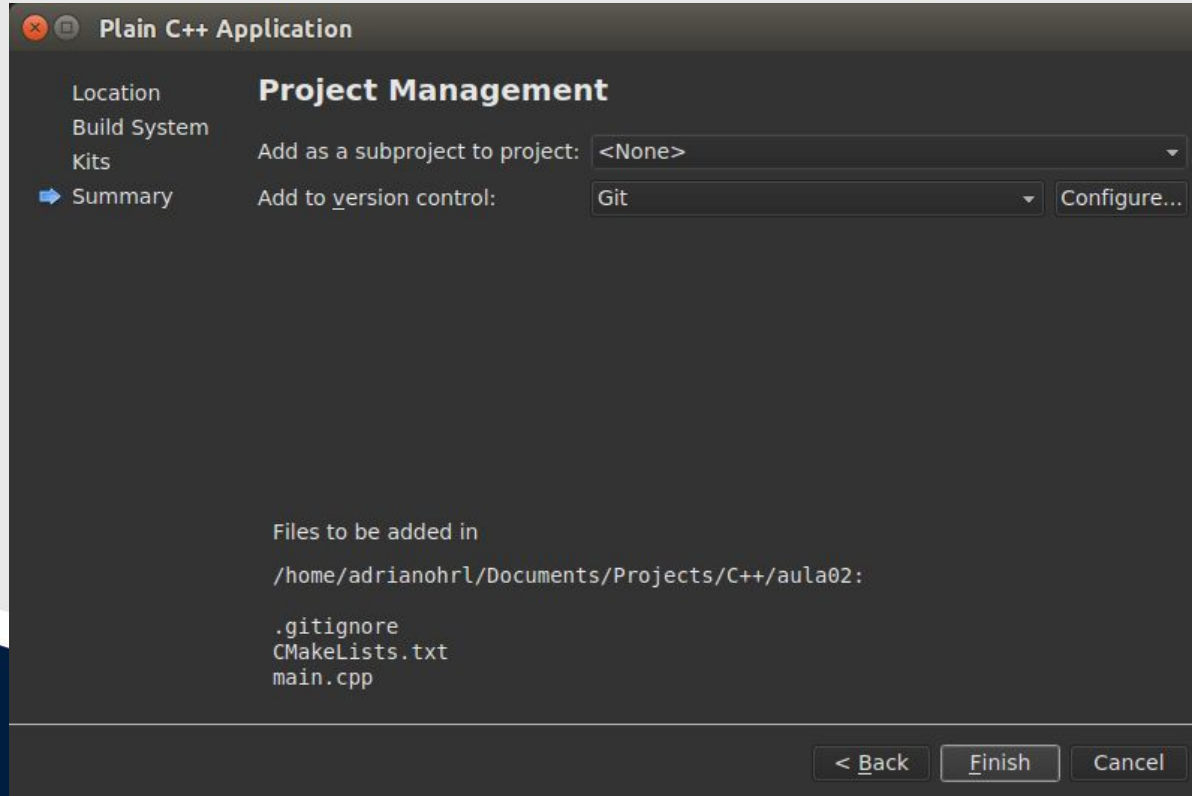 Plain C++ Application
Location
Build System
Kits
Summary
Project Management
Add as a subproject to project: <None>
Add to version control: Git Configure...
Files to be added in
/home/adrianohrl/Documents/Projects/C++/aula02:
.gitignore
CMakeLists.txt
main.cpp
< Back Finish Cancel